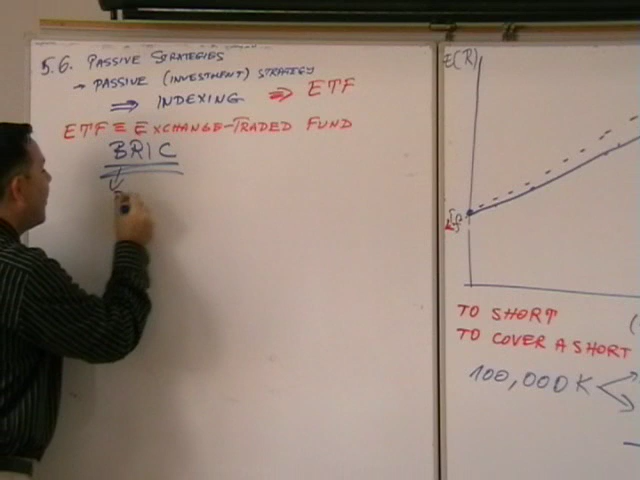 5.6. PASSIVE STRATEGIES
→ PASSIVE (INVESTMENT) STRATEGY
⇒ INDEXING ⇒ ETF
ETF ≡ EXCHANGE-TRADED FUND
BRIC
E(R)
TO SHORT
TO COVER A SHORT
100,000K